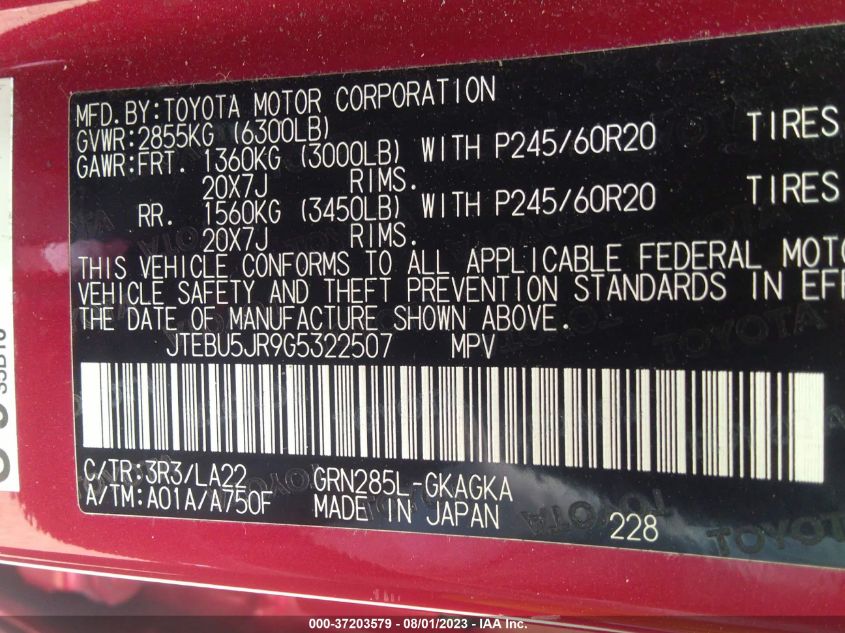 MFD.BY:TOYOTA MOTOR CORPORATION
GVWR:2855KG (6300LB)
GAWR:FRT. 1360KG (3000LB) WITH P245/60R20 TIRES
20X7J RIMS.
RR. 1560KG (3450LB) WITH P245/60R20 TIRES
20X7J RIMS.
THIS VEHICLE CONFORMS TO ALL APPLICABLE FEDERAL MOTO
VEHICLE SAFETY AND THEFT PREVENTION STANDARDS IN EFF
THE DATE OF MANUFACTURE SHOWN ABOVE.
JTEBU5JR9G5322507 MPV
C/TR:3R3/LA22 GRN285L-GKAGKA
A/TM:A01A/A750F MADE IN JAPAN
228
TOYOTA
000-37203579 - 08/01/2023 - IAA Inc.